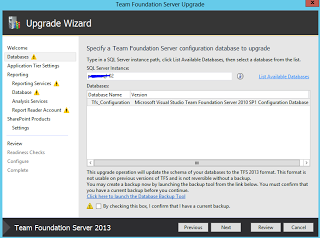 Team Foundation Server Upgrade
Upgrade Wizard
Welcome
Databases
Application Tier Settings
Reporting
Reporting Services
Database
Analysis Services
Report Reader Account
SharePoint Products
Settings
Configure
Readiness Checks
Configure
Complete
Specify a Team Foundation Server configuration database to upgrade
Type in a SQL Server instance path, click List Available Databases, then select a database from the list.
SQL Server Instance:
List Available Databases
Databases:
Database Name Version
Tfs_Configuration Microsoft Visual Studio Team Foundation Server 2010 SP1 Configuration Database
This upgrade operation will update the schema of your databases to the TFS 2013 format. This format is
not usable on previous versions of TFS and is not reversible without a backup.
You may create a backup now by launching the backup tool from the link below. You must confirm that
you have a current backup before you continue.
Click here to launch the Database Backup Tool
By checking this box, I confirm that I have a current backup.
Team Foundation Server 2013
Previous
Next
Review
Cancel